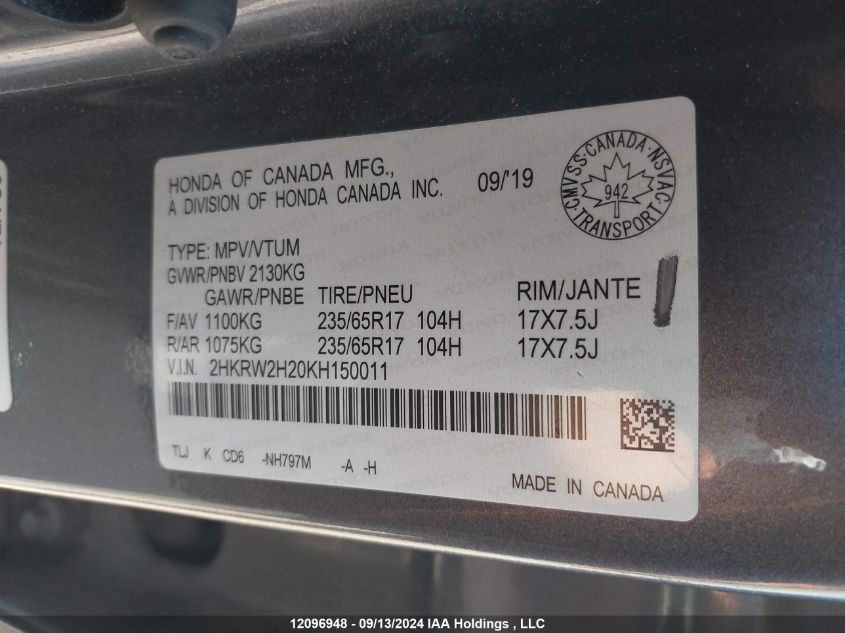 HONDA OF CANADA MFG.,
A DIVISION OF HONDA CANADA INC. 09/'19
CMVSS·CANADA·NSVAC
942
TRANSPORT
TYPE: MPV/VTUM
GVWR/PNBV 2130KG
GAWR/PNBE TIRE/PNEU RIM/JANTE
F/AV 1100KG 235/65R17 104H 17X7.5J
R/AR 1075KG 235/65R17 104H 17X7.5J
V.I.N. 2HKRW2H20KH150011
TLJ K CD6 -NH797M -A -H
MADE IN CANADA
12096948 - 09/13/2024 IAA Holdings , LLC